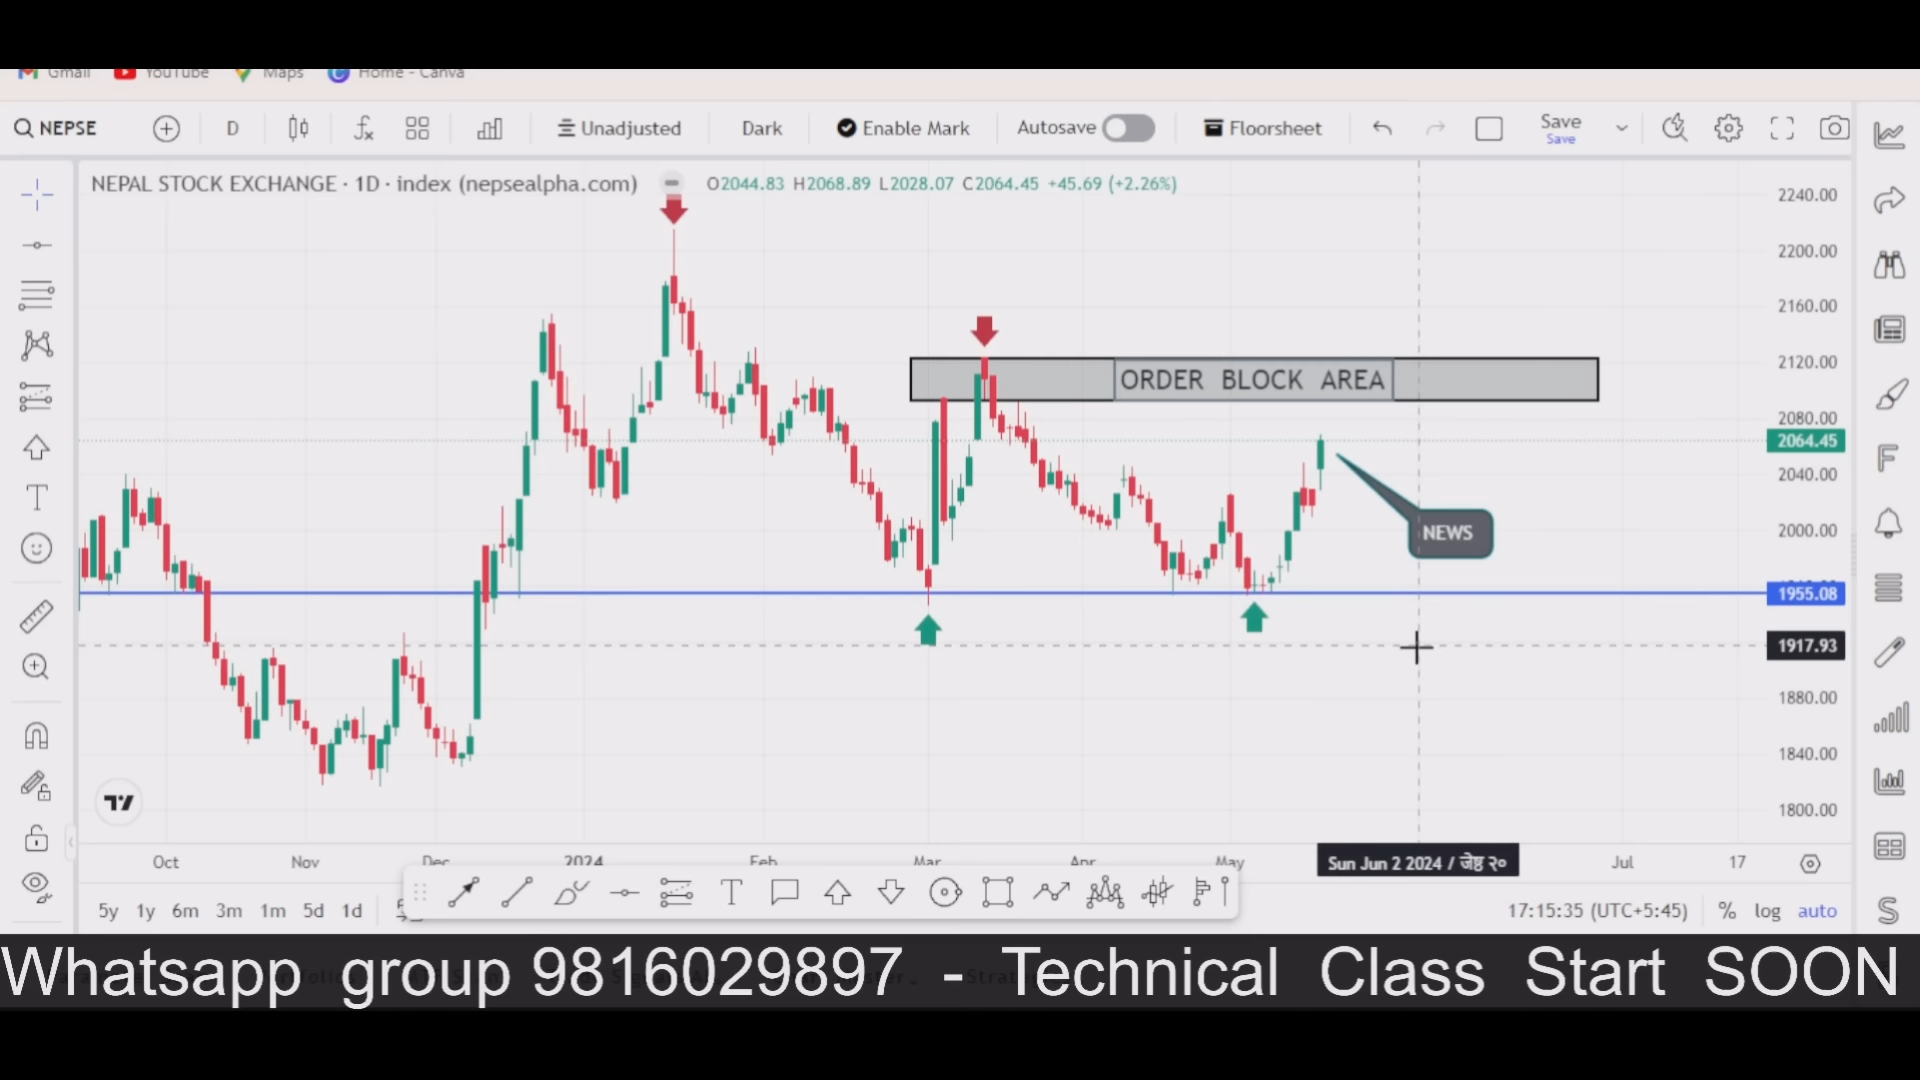 Gmail YouTube Maps Home - Canva
NEPSE D Unadjusted Dark Enable Mark Autosave Floorsheet Save
Save
NEPAL STOCK EXCHANGE · 1D · index (nepsealpha.com) O2044.83 H2068.89 L2028.07 C2064.45 +45.69 (+2.26%)
2240.00
2200.00
2160.00
2120.00
ORDER BLOCK AREA
2080.00
2064.45
2040.00
NEWS
2000.00
1955.08
1917.93
1880.00
1840.00
1800.00
Oct Nov Dec 2024 Feb Mar Apr May Sun Jun 2 2024 / जेष्ठ २० Jul 17
5y 1y 6m 3m 1m 5d 1d 17:15:35 (UTC+5:45) % log auto
Whatsapp group 9816029897 - Technical Class Start SOON